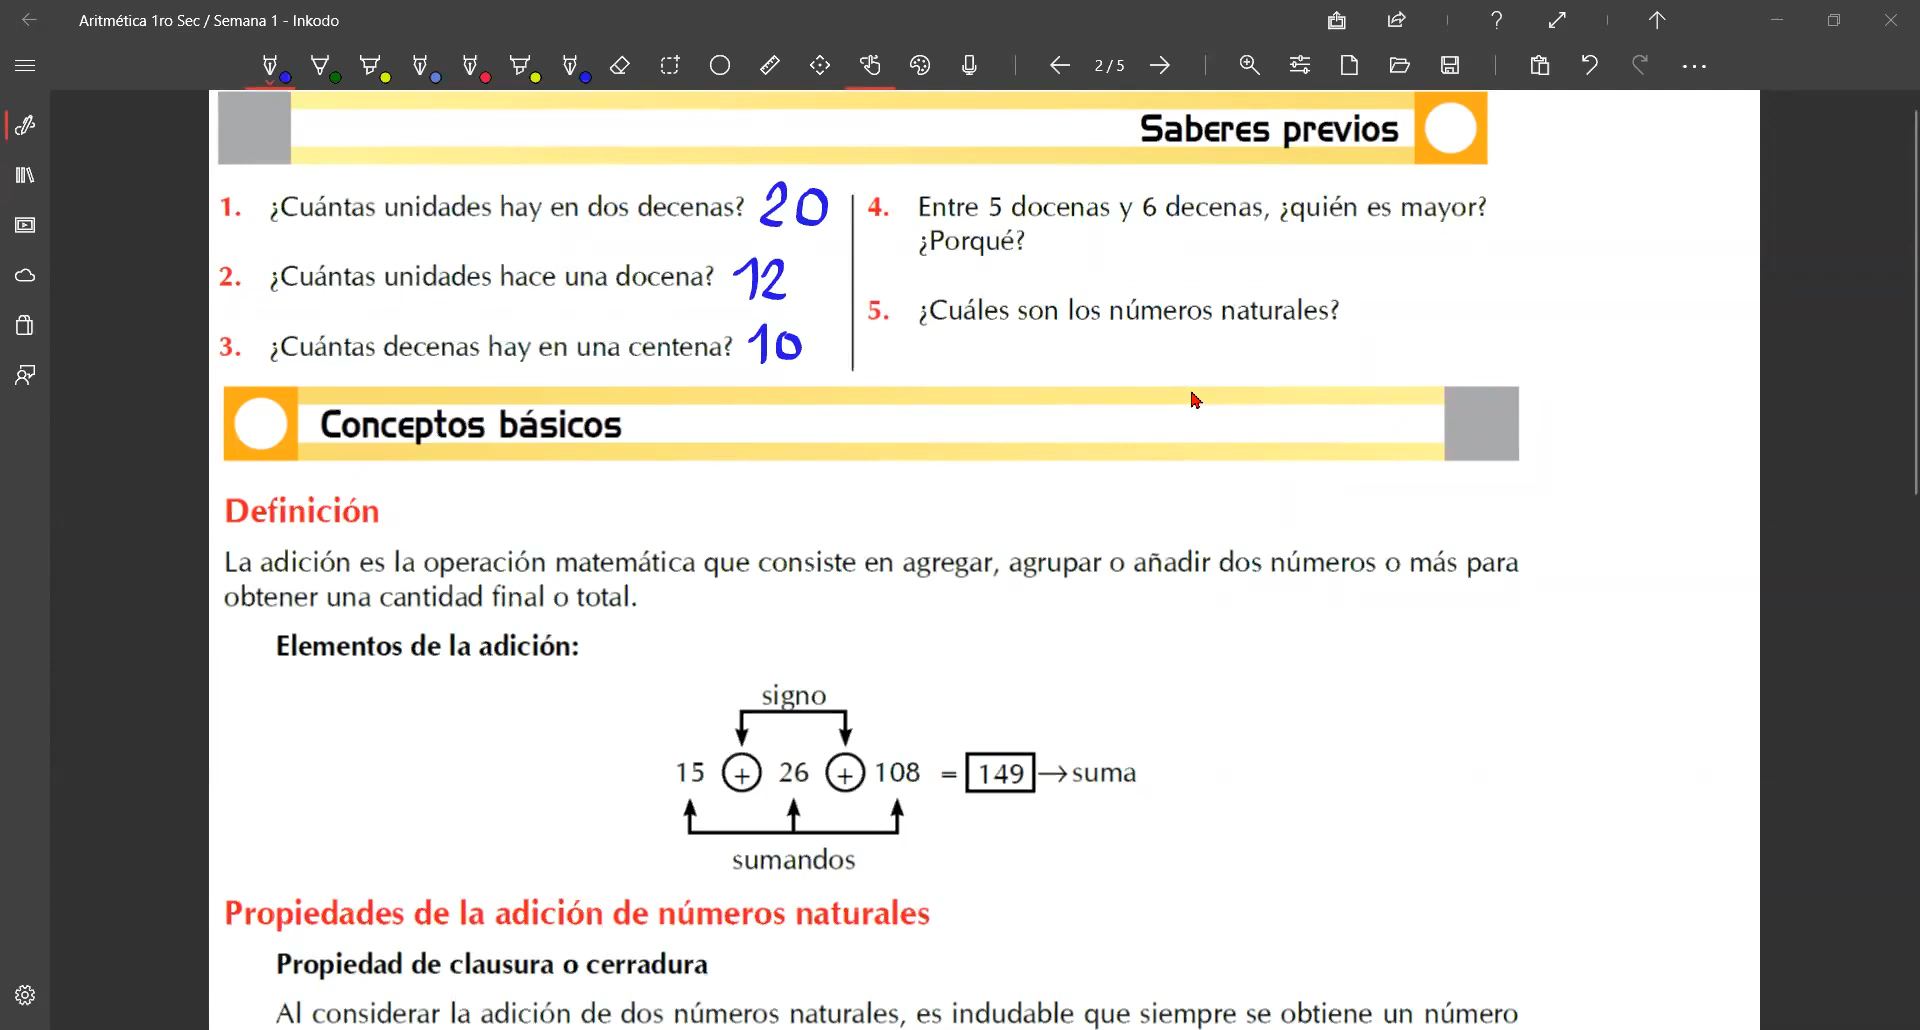 Aritmética 1ro Sec / Semana 1 - Inkodo
2 / 5
Saberes previos
1. ¿Cuántas unidades hay en dos decenas? 20
2. ¿Cuántas unidades hace una docena? 12
3. ¿Cuántas decenas hay en una centena? 10
4. Entre 5 docenas y 6 decenas, ¿quién es mayor?
¿Porqué?
5. ¿Cuáles son los números naturales?
Conceptos básicos
Definición
La adición es la operación matemática que consiste en agregar, agrupar o añadir dos números o más para
obtener una cantidad final o total.
Elementos de la adición:
signo
15 + 26 + 108 = 149 → suma
sumandos
Propiedades de la adición de números naturales
Propiedad de clausura o cerradura
Al considerar la adición de dos números naturales, es indudable que siempre se obtiene un número